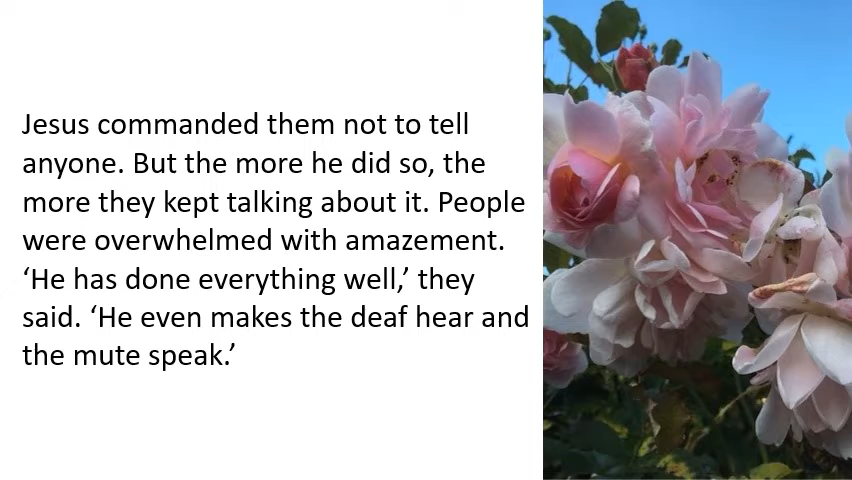 Jesus commanded them not to tell
anyone. But the more he did so, the
more they kept talking about it. People
were overwhelmed with amazement.
‘He has done everything well,’ they
said. ‘He even makes the deaf hear and
the mute speak.’